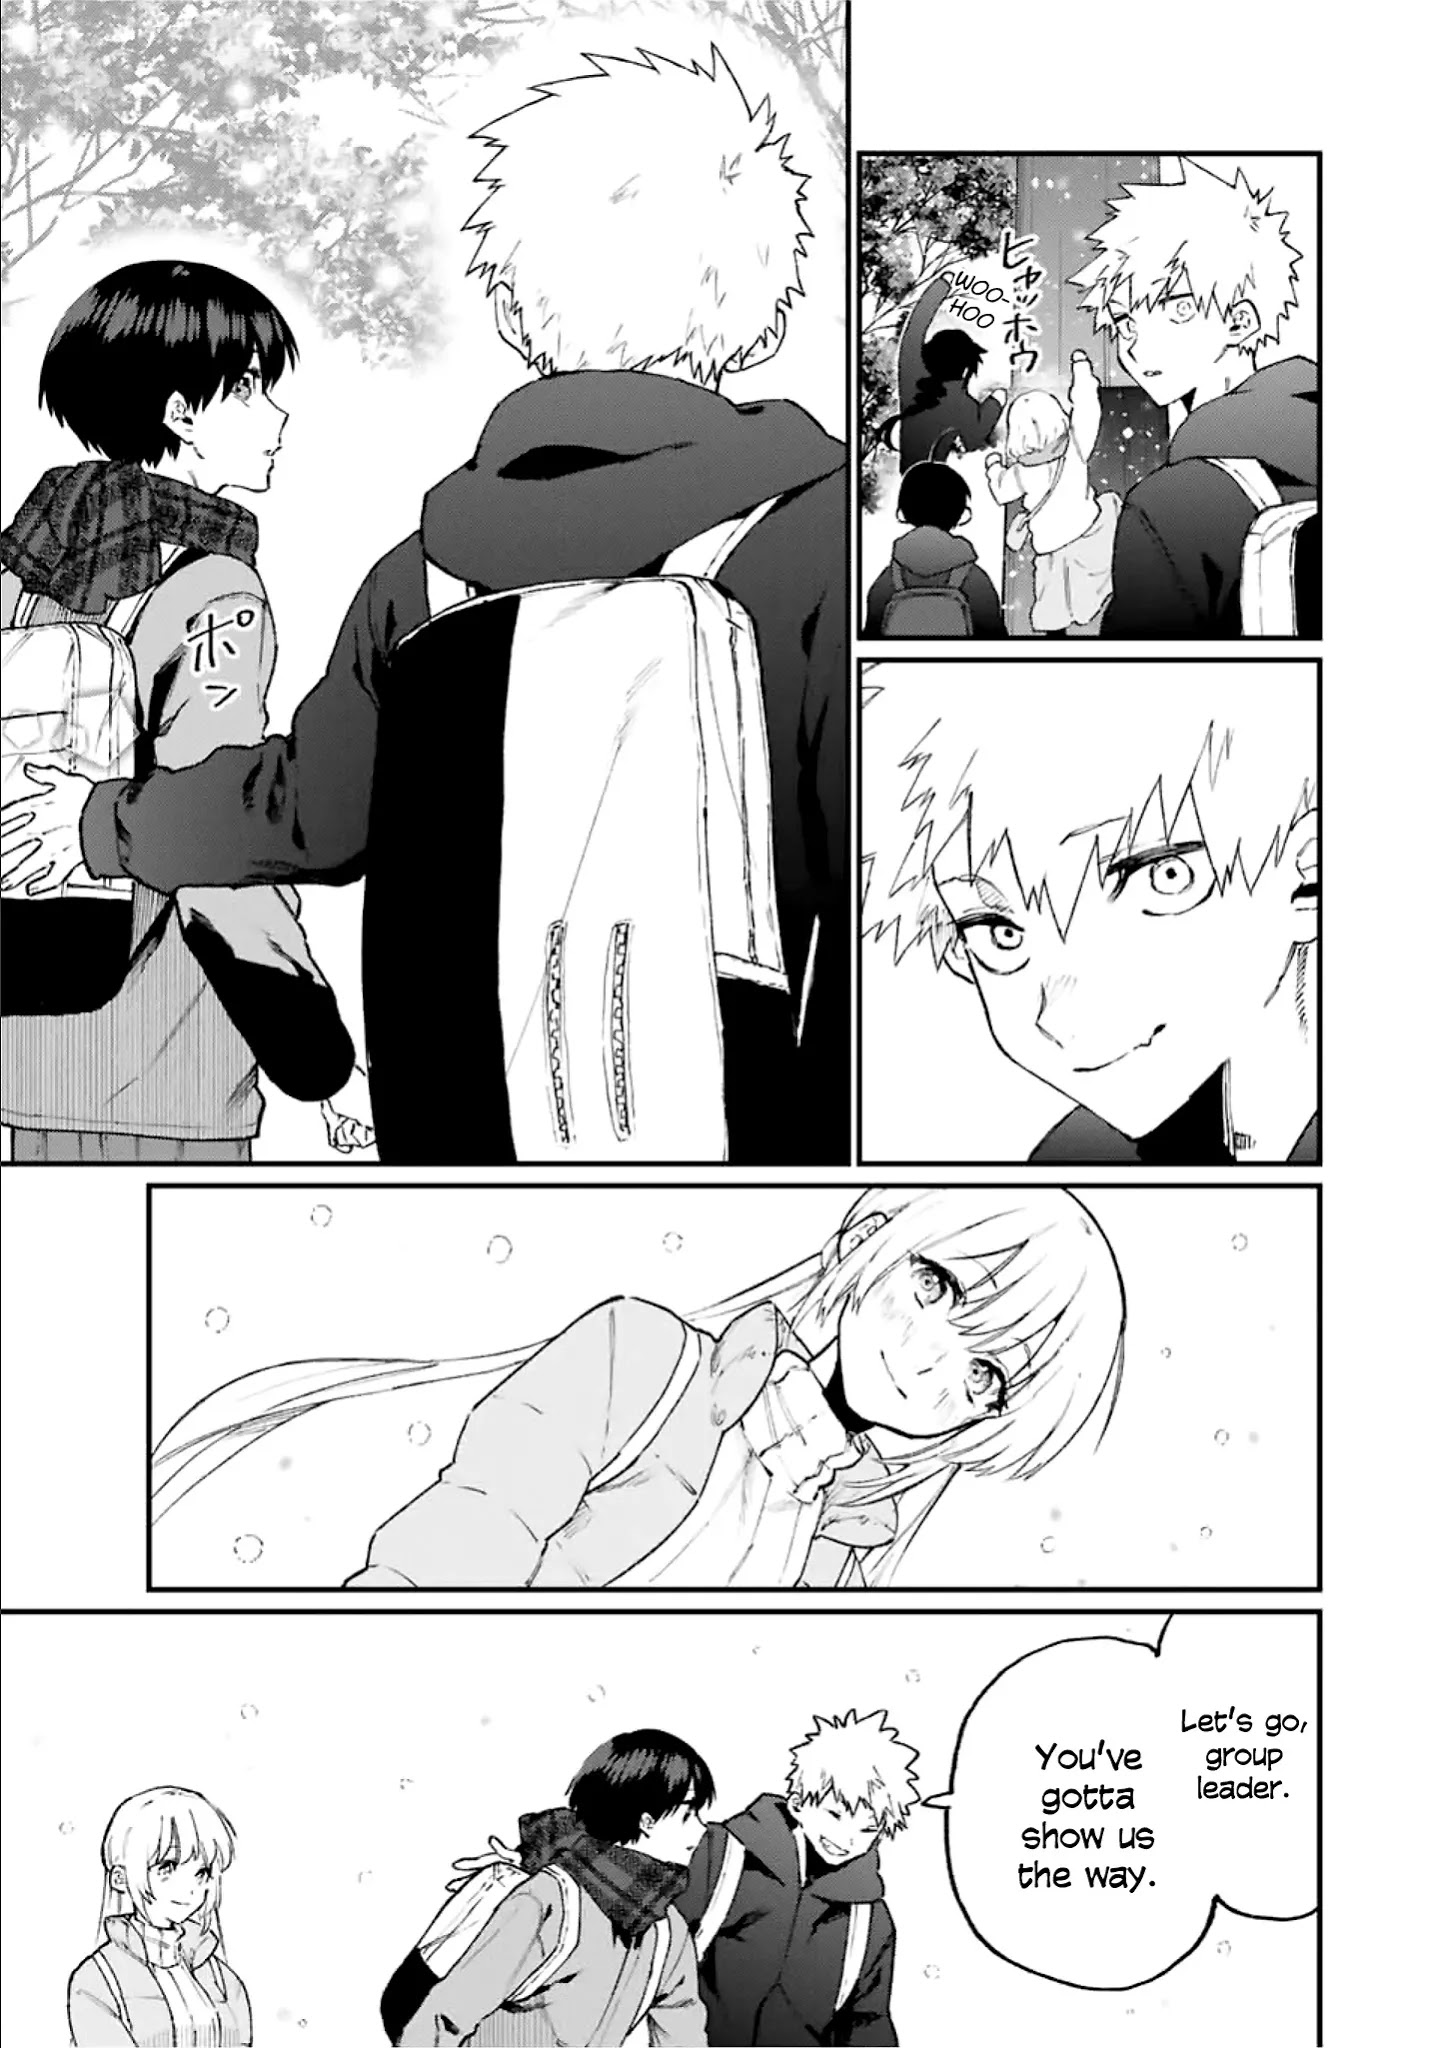 ヒャッホウ
WOO-
HOO
ポン
Let's go,
group
leader.
You've
gotta
show us
the way.